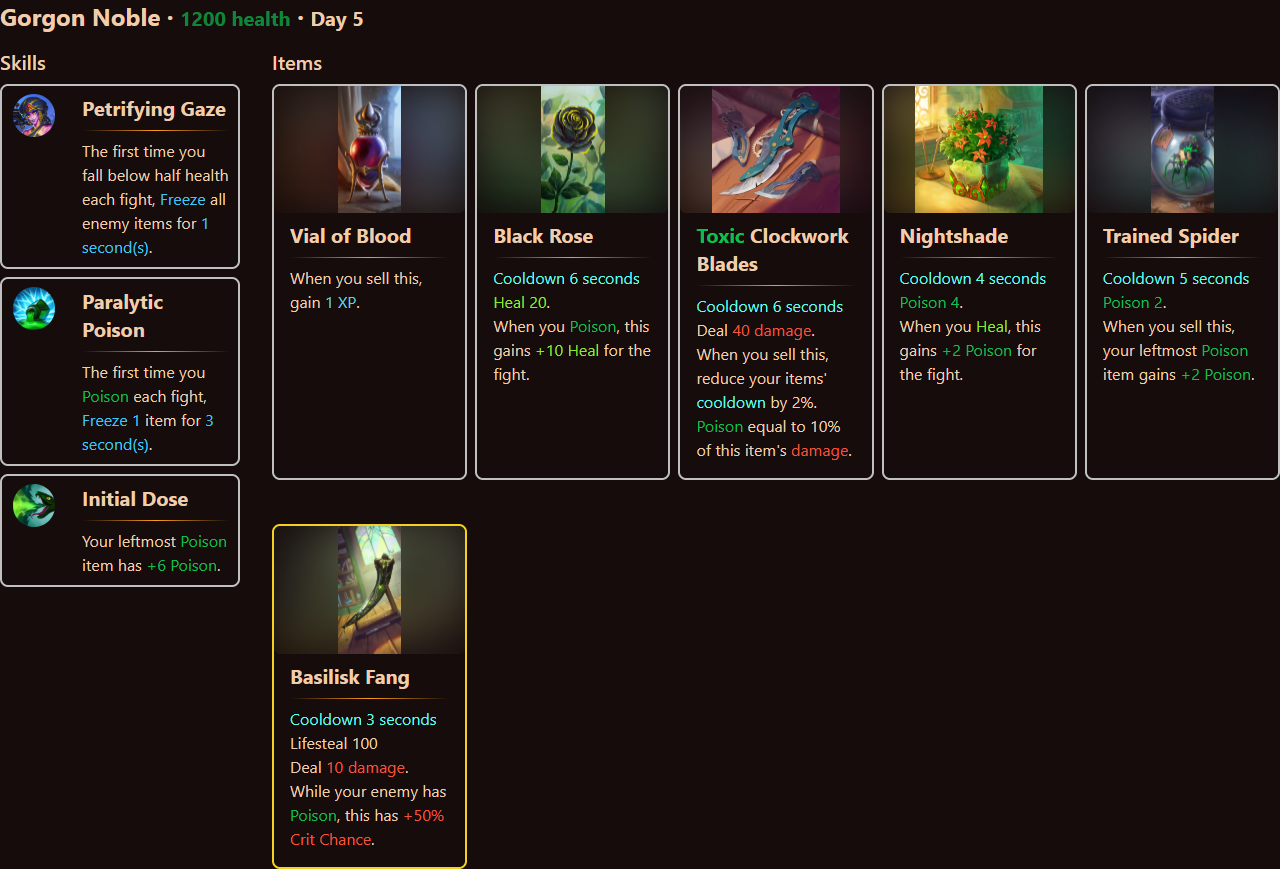 Gorgon Noble · 1200 health · Day 5
Skills
Petrifying Gaze
The first time you
fall below half health
each fight, Freeze all
enemy items for 1
second(s).
Paralytic
Poison
The first time you
Poison each fight,
Freeze 1 item for 3
second(s).
Initial Dose
Your leftmost Poison
item has +6 Poison.
Items
Vial of Blood
When you sell this,
gain 1 XP.
Black Rose
Cooldown 6 seconds
Heal 20.
When you Poison, this
gains +10 Heal for the
fight.
Toxic Clockwork
Blades
Cooldown 6 seconds
Deal 40 damage.
When you sell this,
reduce your items'
cooldown by 2%.
Poison equal to 10%
of this item's damage.
Nightshade
Cooldown 4 seconds
Poison 4.
When you Heal, this
gains +2 Poison for
the fight.
Trained Spider
Cooldown 5 seconds
Poison 2.
When you sell this,
your leftmost Poison
item gains +2 Poison.
Basilisk Fang
Cooldown 3 seconds
Lifesteal 100
Deal 10 damage.
While your enemy has
Poison, this has +50%
Crit Chance.